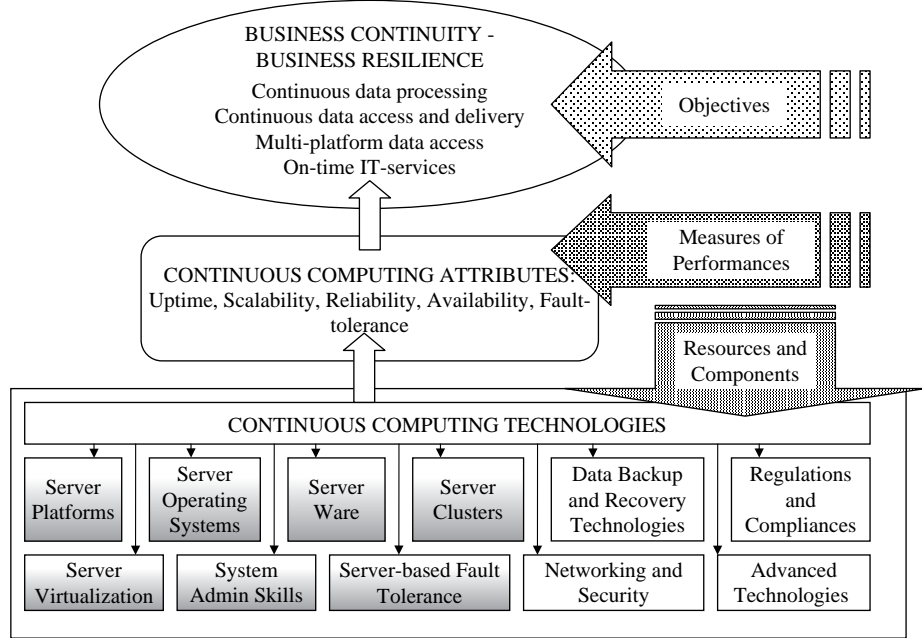 BUSINESS CONTINUITY -
BUSINESS RESILIENCE
Continuous data processing
Continuous data access and delivery
Multi-platform data access
On-time IT-services
Objectives
Measures of
Performances
CONTINUOUS COMPUTING ATTRIBUTES:
Uptime, Scalability, Reliability, Availability, Fault-
tolerance
Resources and
Components
CONTINUOUS COMPUTING TECHNOLOGIES
Server
Platforms
Server
Operating
Systems
Server
Ware
Server
Clusters
Data Backup
and Recovery
Technologies
Regulations
and
Compliances
Server
Virtualization
System
Admin Skills
Server-based Fault
Tolerance
Networking and
Security
Advanced
Technologies